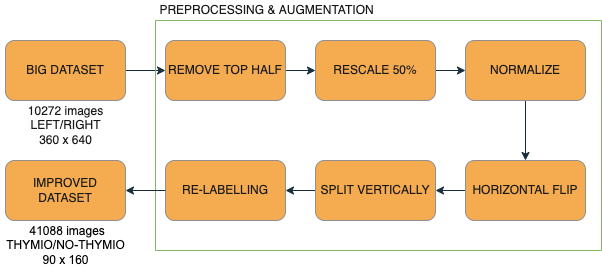 PREPROCESSING & AUGMENTATION
BIG DATASET
REMOVE TOP HALF
RESCALE 50%
NORMALIZE
10272 images
LEFT/RIGHT
360 x 640
IMPROVED
DATASET
RE-LABELLING
SPLIT VERTICALLY
HORIZONTAL FLIP
41088 images
THYMIO/NO-THYMIO
90 x 160